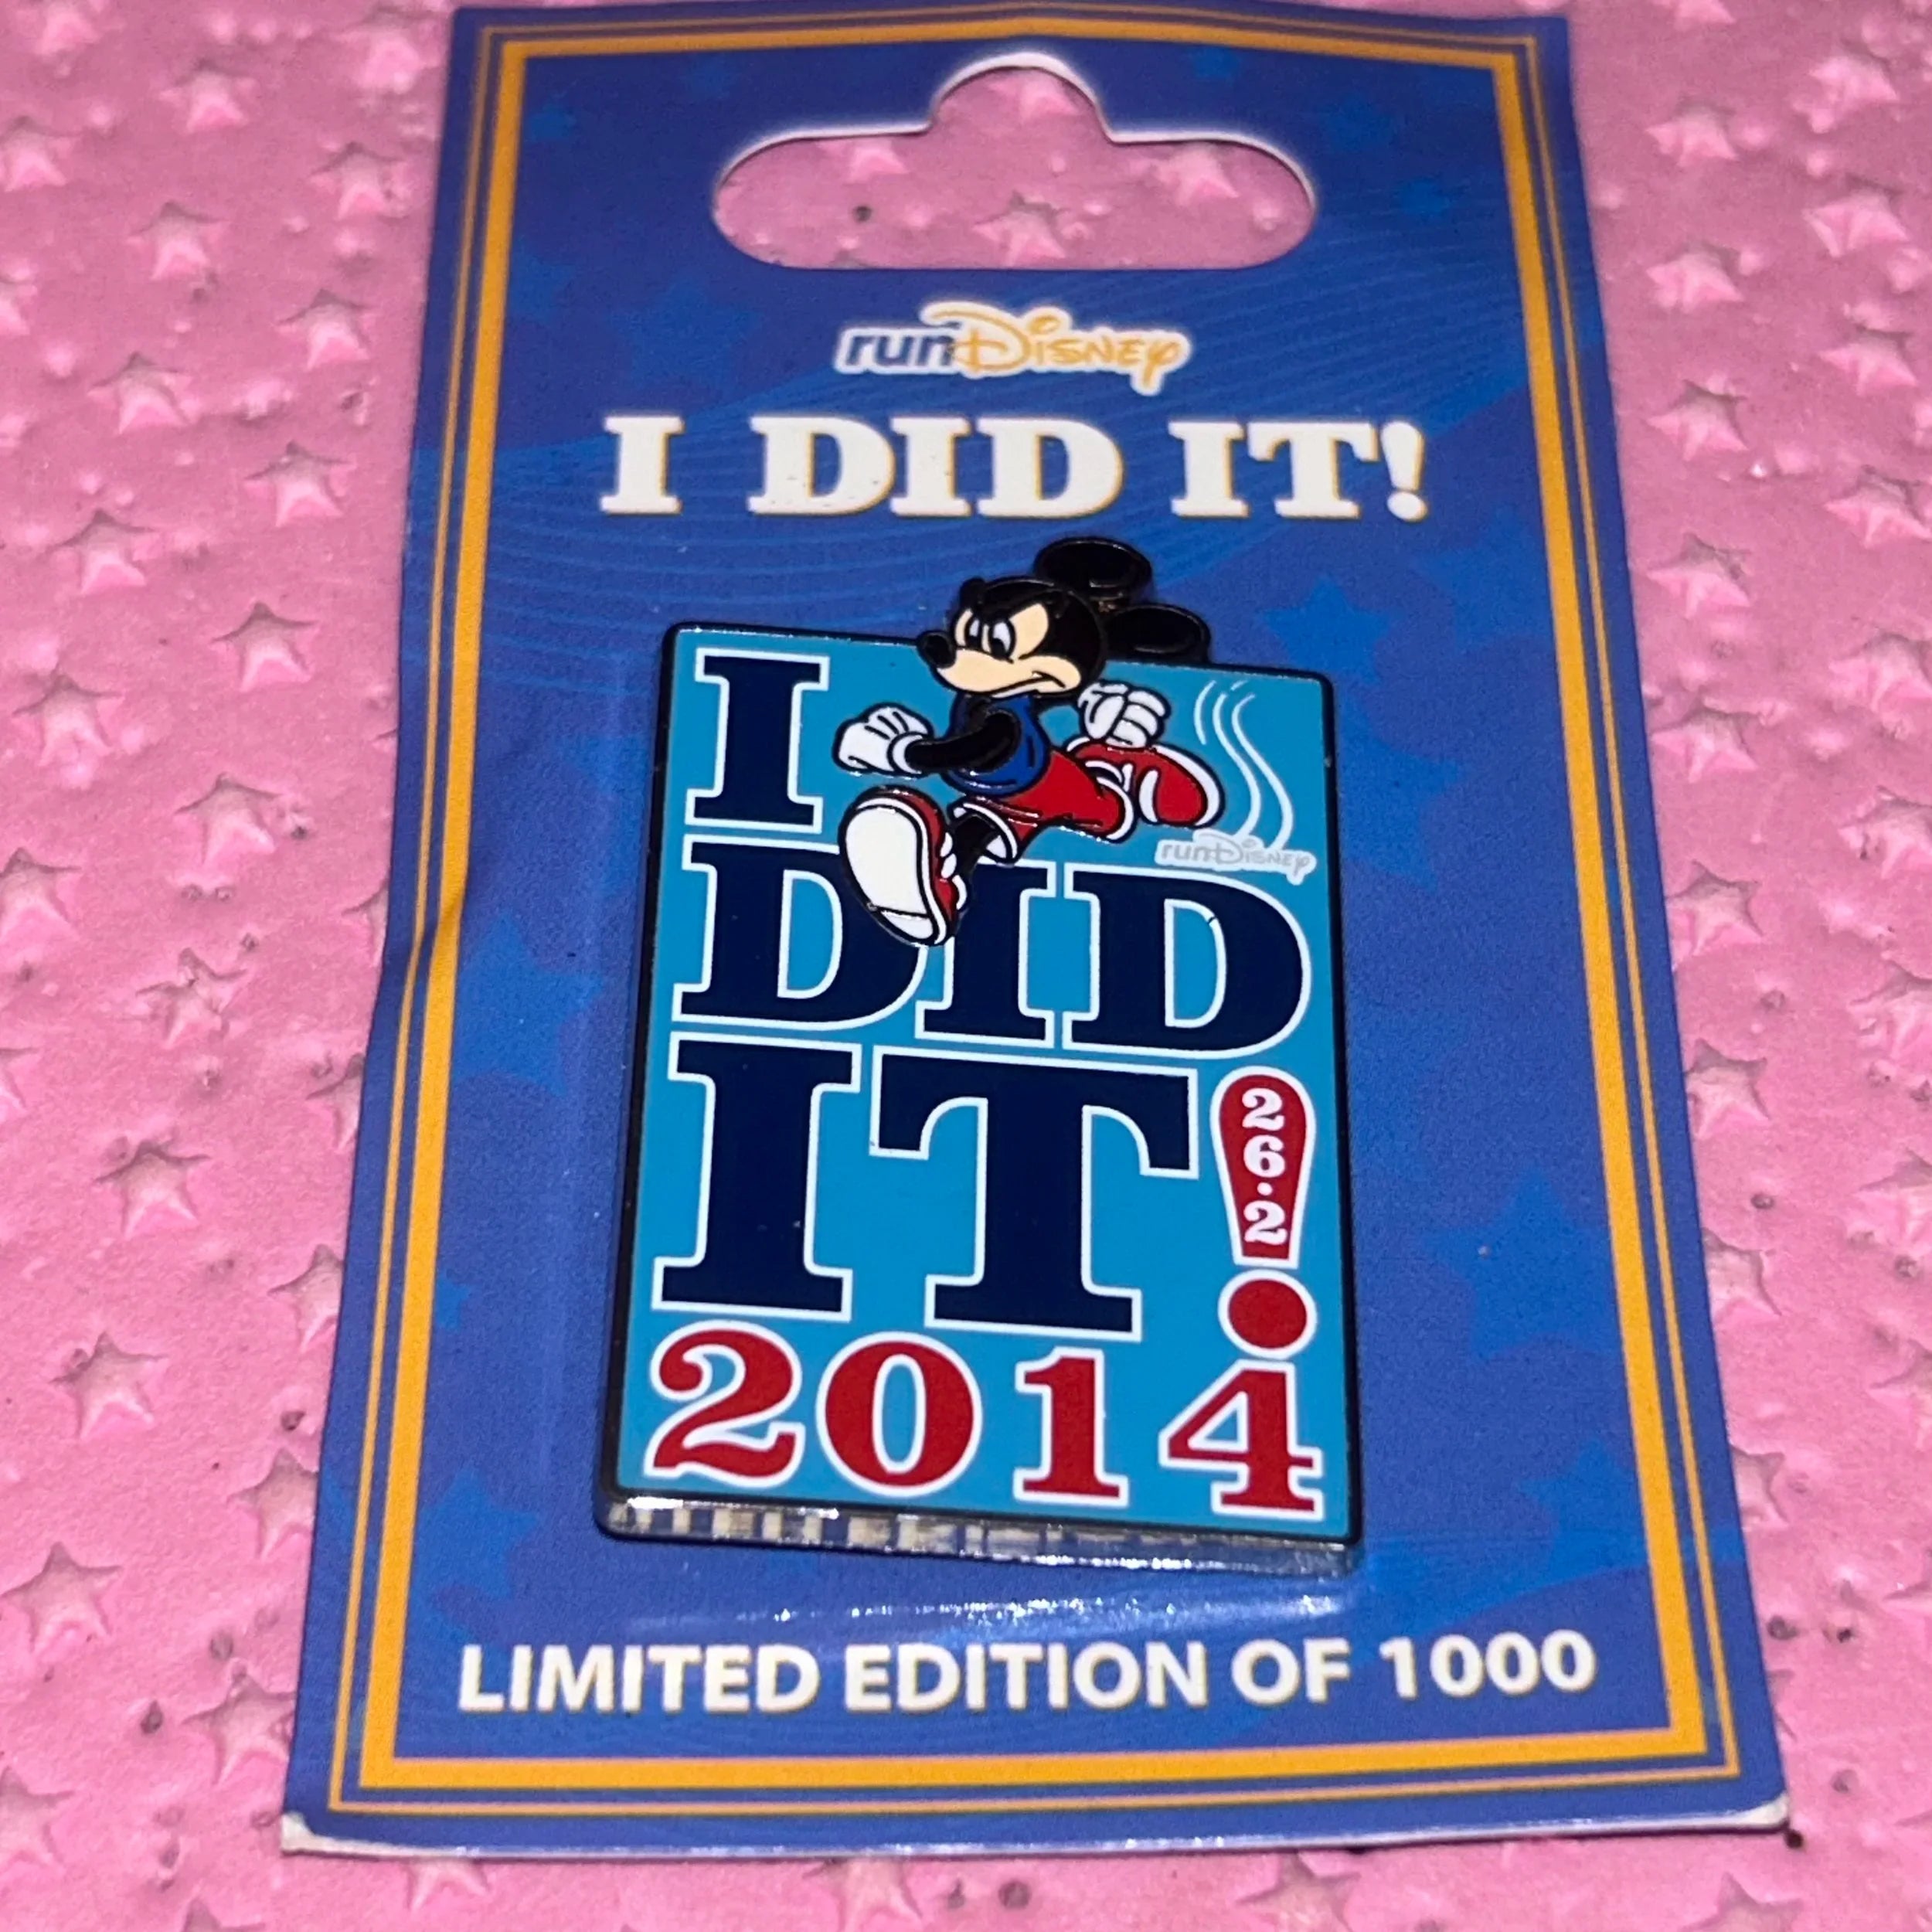 runDisney
I DID IT!
I
runDisney
DID
IT!
26.2
2014
LIMITED EDITION OF 1000